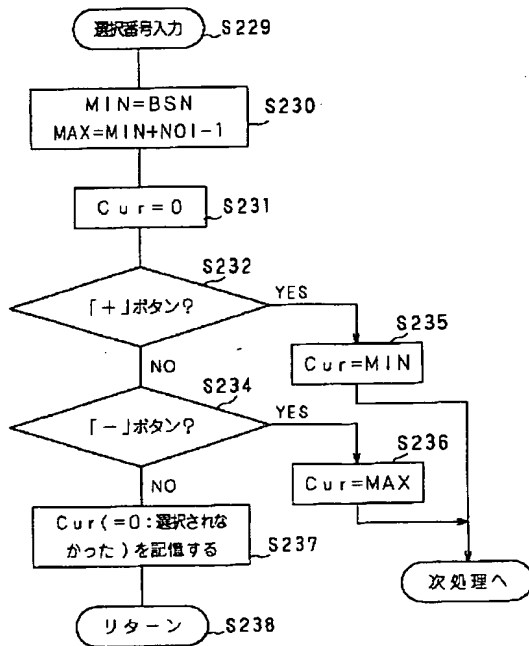 選択番号入力
S229
MIN=BSN
MAX=MIN+NOI-1
S230
Cur=0
S231
S232
「+」ボタン?
YES
S235
Cur=MIN
NO
S234
「-」ボタン?
YES
S236
Cur=MAX
NO
Cur(=0:選択されな
かった)を記憶する
S237
次処理へ
リターン
S238